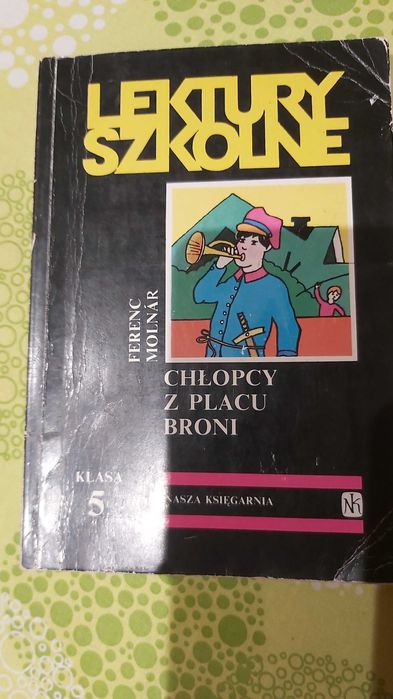 LEKTURY
SZKOLNE
FERENC
MOLNÁR
CHŁOPCY
Z PLACU
BRONI
KLASA
5
NASZA KSIĘGARNIA
NK